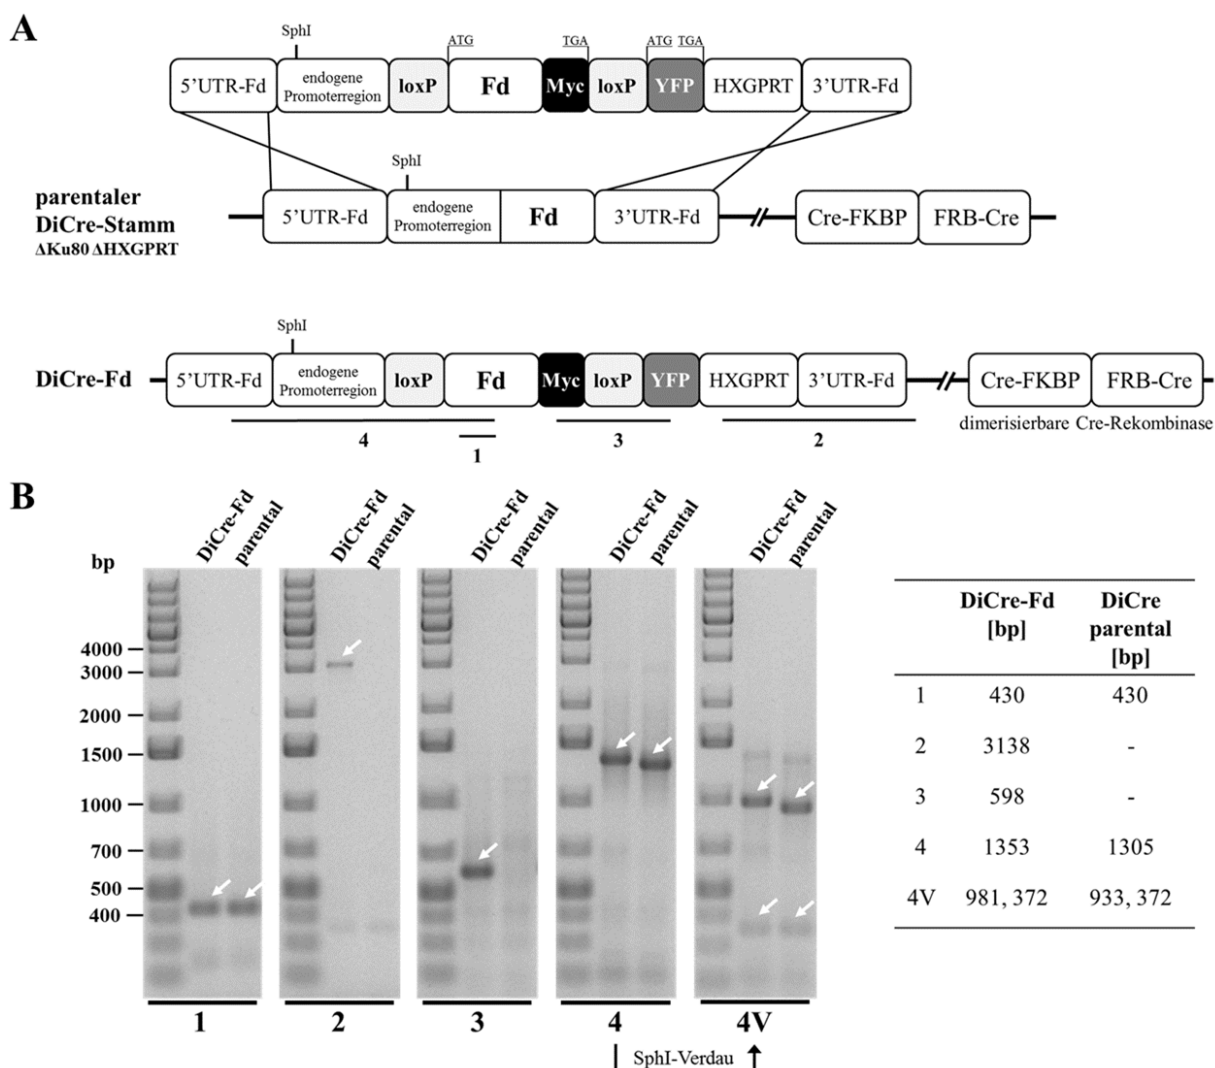 A
SphI
ATG
TGA
ATG TGA
5'UTR-Fd
endogene
Promoterregion
loxP
Fd
Myc
loxP
YFP
HXGPRT
3'UTR-Fd
SphI
parentaler
DiCre-Stamm
ΔKu80 ΔHXGPRT
5'UTR-Fd
endogene
Promoterregion
Fd
3'UTR-Fd
Cre-FKBP
FRB-Cre
SphI
DiCre-Fd
5'UTR-Fd
endogene
Promoterregion
loxP
Fd
Myc
loxP
YFP
HXGPRT
3'UTR-Fd
Cre-FKBP
FRB-Cre
4
1
3
2
dimerisierbare Cre-Rekombinase
B
bp
DiCre-Fd
parental
DiCre-Fd
parental
DiCre-Fd
parental
DiCre-Fd
parental
DiCre-Fd
parental
4000
3000
2000
1500
1000
700
500
400
1
2
3
4
4V
SphI-Verdau
DiCre-Fd
[bp]
DiCre
parental
[bp]
1 430 430
2 3138 -
3 598 -
4 1353 1305
4V 981, 372 933, 372